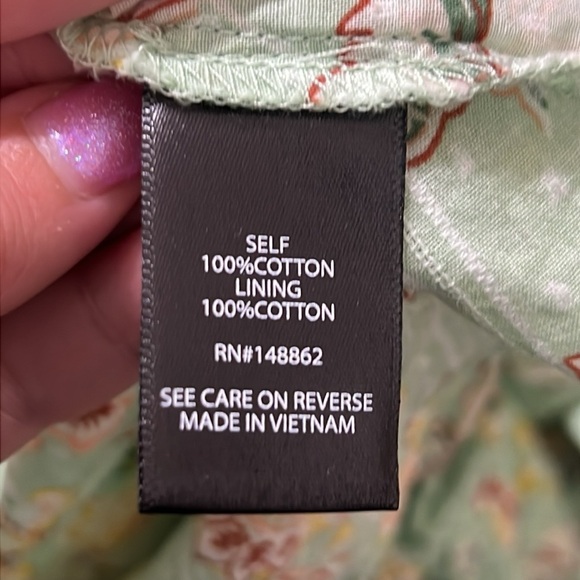 SELF
100%COTTON
LINING
100%COTTON
RN#148862
SEE CARE ON REVERSE
MADE IN VIETNAM